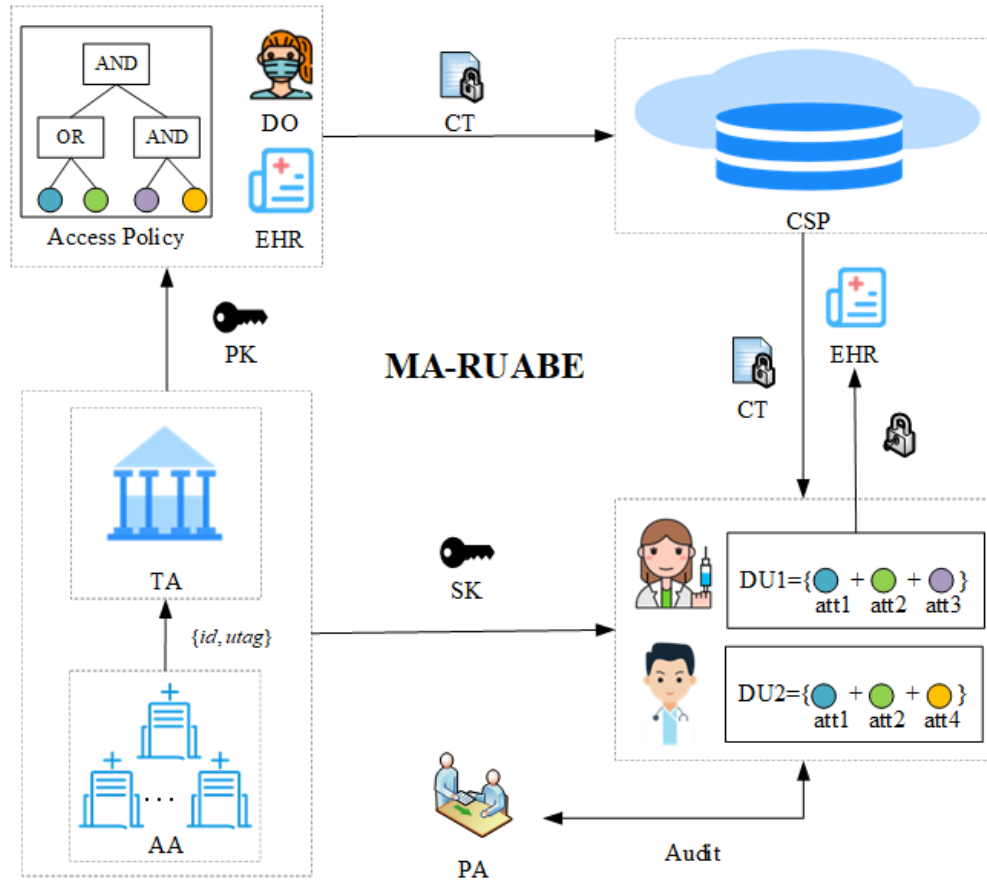 AND
OR
AND
Access Policy
DO
EHR
CT
CSP
PK
MA-RUABE
CT
EHR
TA
{id, utag}
AA
SK
DU1={ + + }
att1 att2 att3
DU2={ + + }
att1 att2 att4
PA
Audit